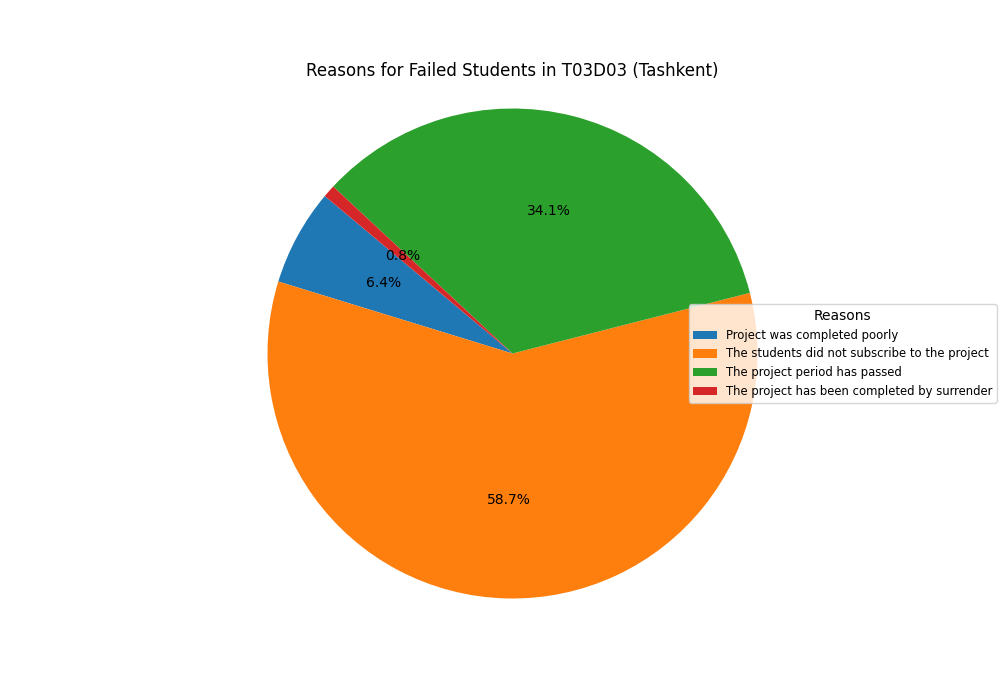 Reasons for Failed Students in T03D03 (Tashkent)
34.1%
0.8%
6.4%
58.7%
Reasons
Project was completed poorly
The students did not subscribe to the project
The project period has passed
The project has been completed by surrender